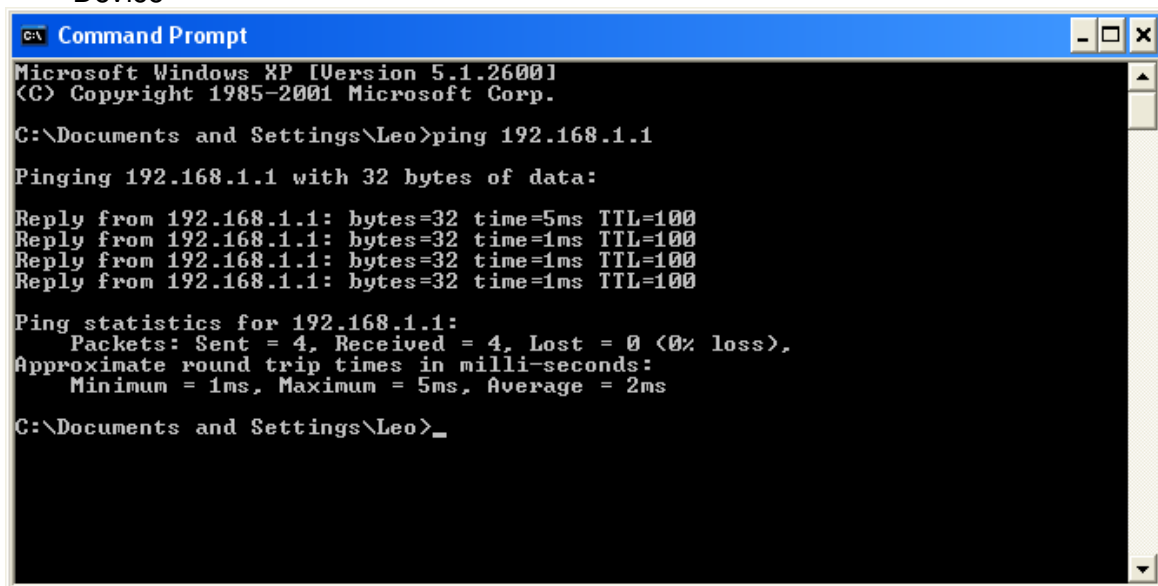 C:\ Command Prompt
Microsoft Windows XP [Version 5.1.2600]
(C) Copyright 1985-2001 Microsoft Corp.
C:\Documents and Settings\Leo>ping 192.168.1.1
Pinging 192.168.1.1 with 32 bytes of data:
Reply from 192.168.1.1: bytes=32 time=5ms TTL=100
Reply from 192.168.1.1: bytes=32 time=1ms TTL=100
Reply from 192.168.1.1: bytes=32 time=1ms TTL=100
Reply from 192.168.1.1: bytes=32 time=1ms TTL=100
Ping statistics for 192.168.1.1:
Packets: Sent = 4, Received = 4, Lost = 0 (0% loss),
Approximate round trip times in milli-seconds:
Minimum = 1ms, Maximum = 5ms, Average = 2ms
C:\Documents and Settings\Leo>_